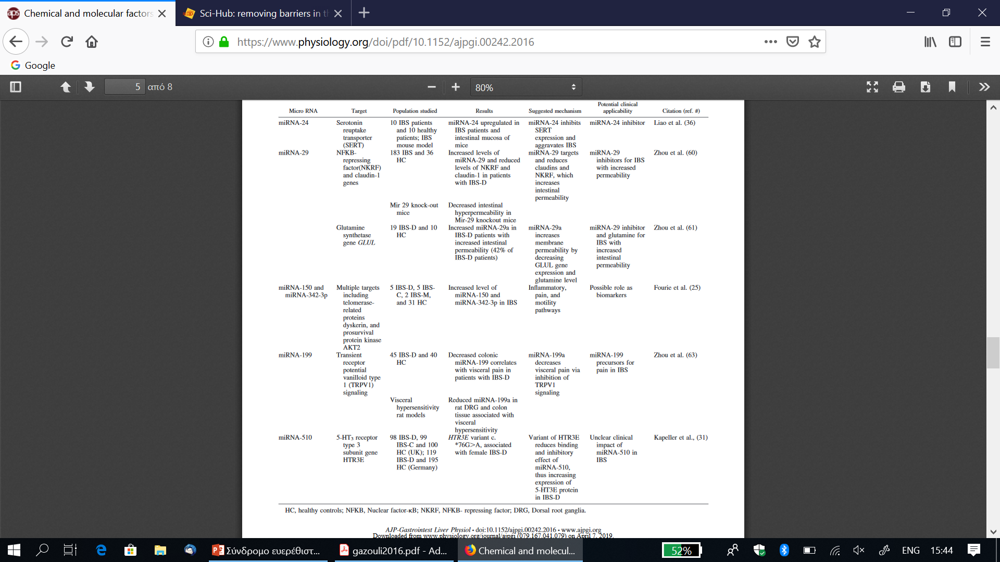 Chemical and molecular factors
Sci-Hub: removing barriers in th
https://www.physiology.org/doi/pdf/10.1152/ajpgi.00242.2016
Google
5 από 8
80%
Micro RNA Target Population studied Results Suggested mechanism Potential clinical applicability Citation (ref. #)
miRNA-24 Serotonin 10 IBS patients miRNA-24 upregulated in miRNA-24 inhibits miRNA-24 inhibitor Liao et al. (36)
reuptake and 10 healthy IBS patients and SERT
transporter patients; IBS intestinal mucosa of expression and
(SERT) mouse model mice aggravates IBS
miRNA-29 NFKB- 183 IBS and 36 Increased levels of miRNA-29 targets miRNA-29 Zhou et al. (60)
repressing HC miRNA-29 and reduced and reduces inhibitors for IBS
factor(NKRF) levels of NKRF and claudins and with increased
and claudin-1 claudin-1 in patients NKRF, which permeability
genes with IBS-D increases
intestinal
permeability
Mir 29 knock-out Decreased intestinal
mice hyperpermeability in
Mir-29 knockout mice
Glutamine 19 IBS-D and 10 Increased miRNA-29a in miRNA-29a miRNA-29 inhibitor Zhou et al. (61)
synthetase HC IBS-D patients with increases and glutamine for
gene GLUL increased intestinal membrane IBS with
permeability (42% of permeability by increased
IBS-D patients) decreasing intestinal
GLUL gene permeability
expression and
glutamine level
miRNA-150 and Multiple targets 5 IBS-D, 5 IBS- Increased level of Inflammatory, Possible role as Fourie et al. (25)
miRNA-342-3p including C, 2 IBS-M, miRNA-150 and pain, and biomarkers
telomerase- and 31 HC miRNA-342-3p in IBS motility
related pathways
proteins
dyskerin, and
prosurvival
protein kinase
AKT2
miRNA-199 Transient 45 IBS-D and 40 Decreased colonic miRNA-199a miRNA-199 Zhou et al. (63)
receptor HC miRNA-199 correlates decreases precursors for
potential with visceral pain in visceral pain via pain in IBS
vanilloid type patients with IBS-D inhibition of
1 (TRPV1) TRPV1
signaling signaling
Visceral Reduced miRNA-199a in
hypersensitivity rat DRG and colon
rat models tissue associated with
visceral
hypersensitivity
miRNA-510 5-HT₃ receptor 98 IBS-D, 99 HTR3E variant c. Variant of HTR3E Unclear clinical Kapeller et al., (31)
type 3 IBS-C and 100 *76G>A, associated reduces binding impact of
subunit gene HC (UK); 119 with female IBS-D and inhibitory miRNA-510 in
HTR3E IBS-D and 195 effect of IBS
HC (Germany) miRNA-510,
thus increasing
expression of
5-HT3E protein
in IBS-D
HC, healthy controls; NFKB, Nuclear factor-κB; NKRF, NFKB- repressing factor; DRG, Dorsal root ganglia.
AJP-Gastrointest Liver Physiol • doi:10.1152/ajpgi.00242.2016 • www.ajpgi.org
Downloaded from www.physiology.org/journal/ajpgi (079.167.041.079) on April 7, 2019.
Σύνδρομο ευερέθιστ...
gazouli2016.pdf - Ad...
Chemical and molecul...
52%
ENG
15:44